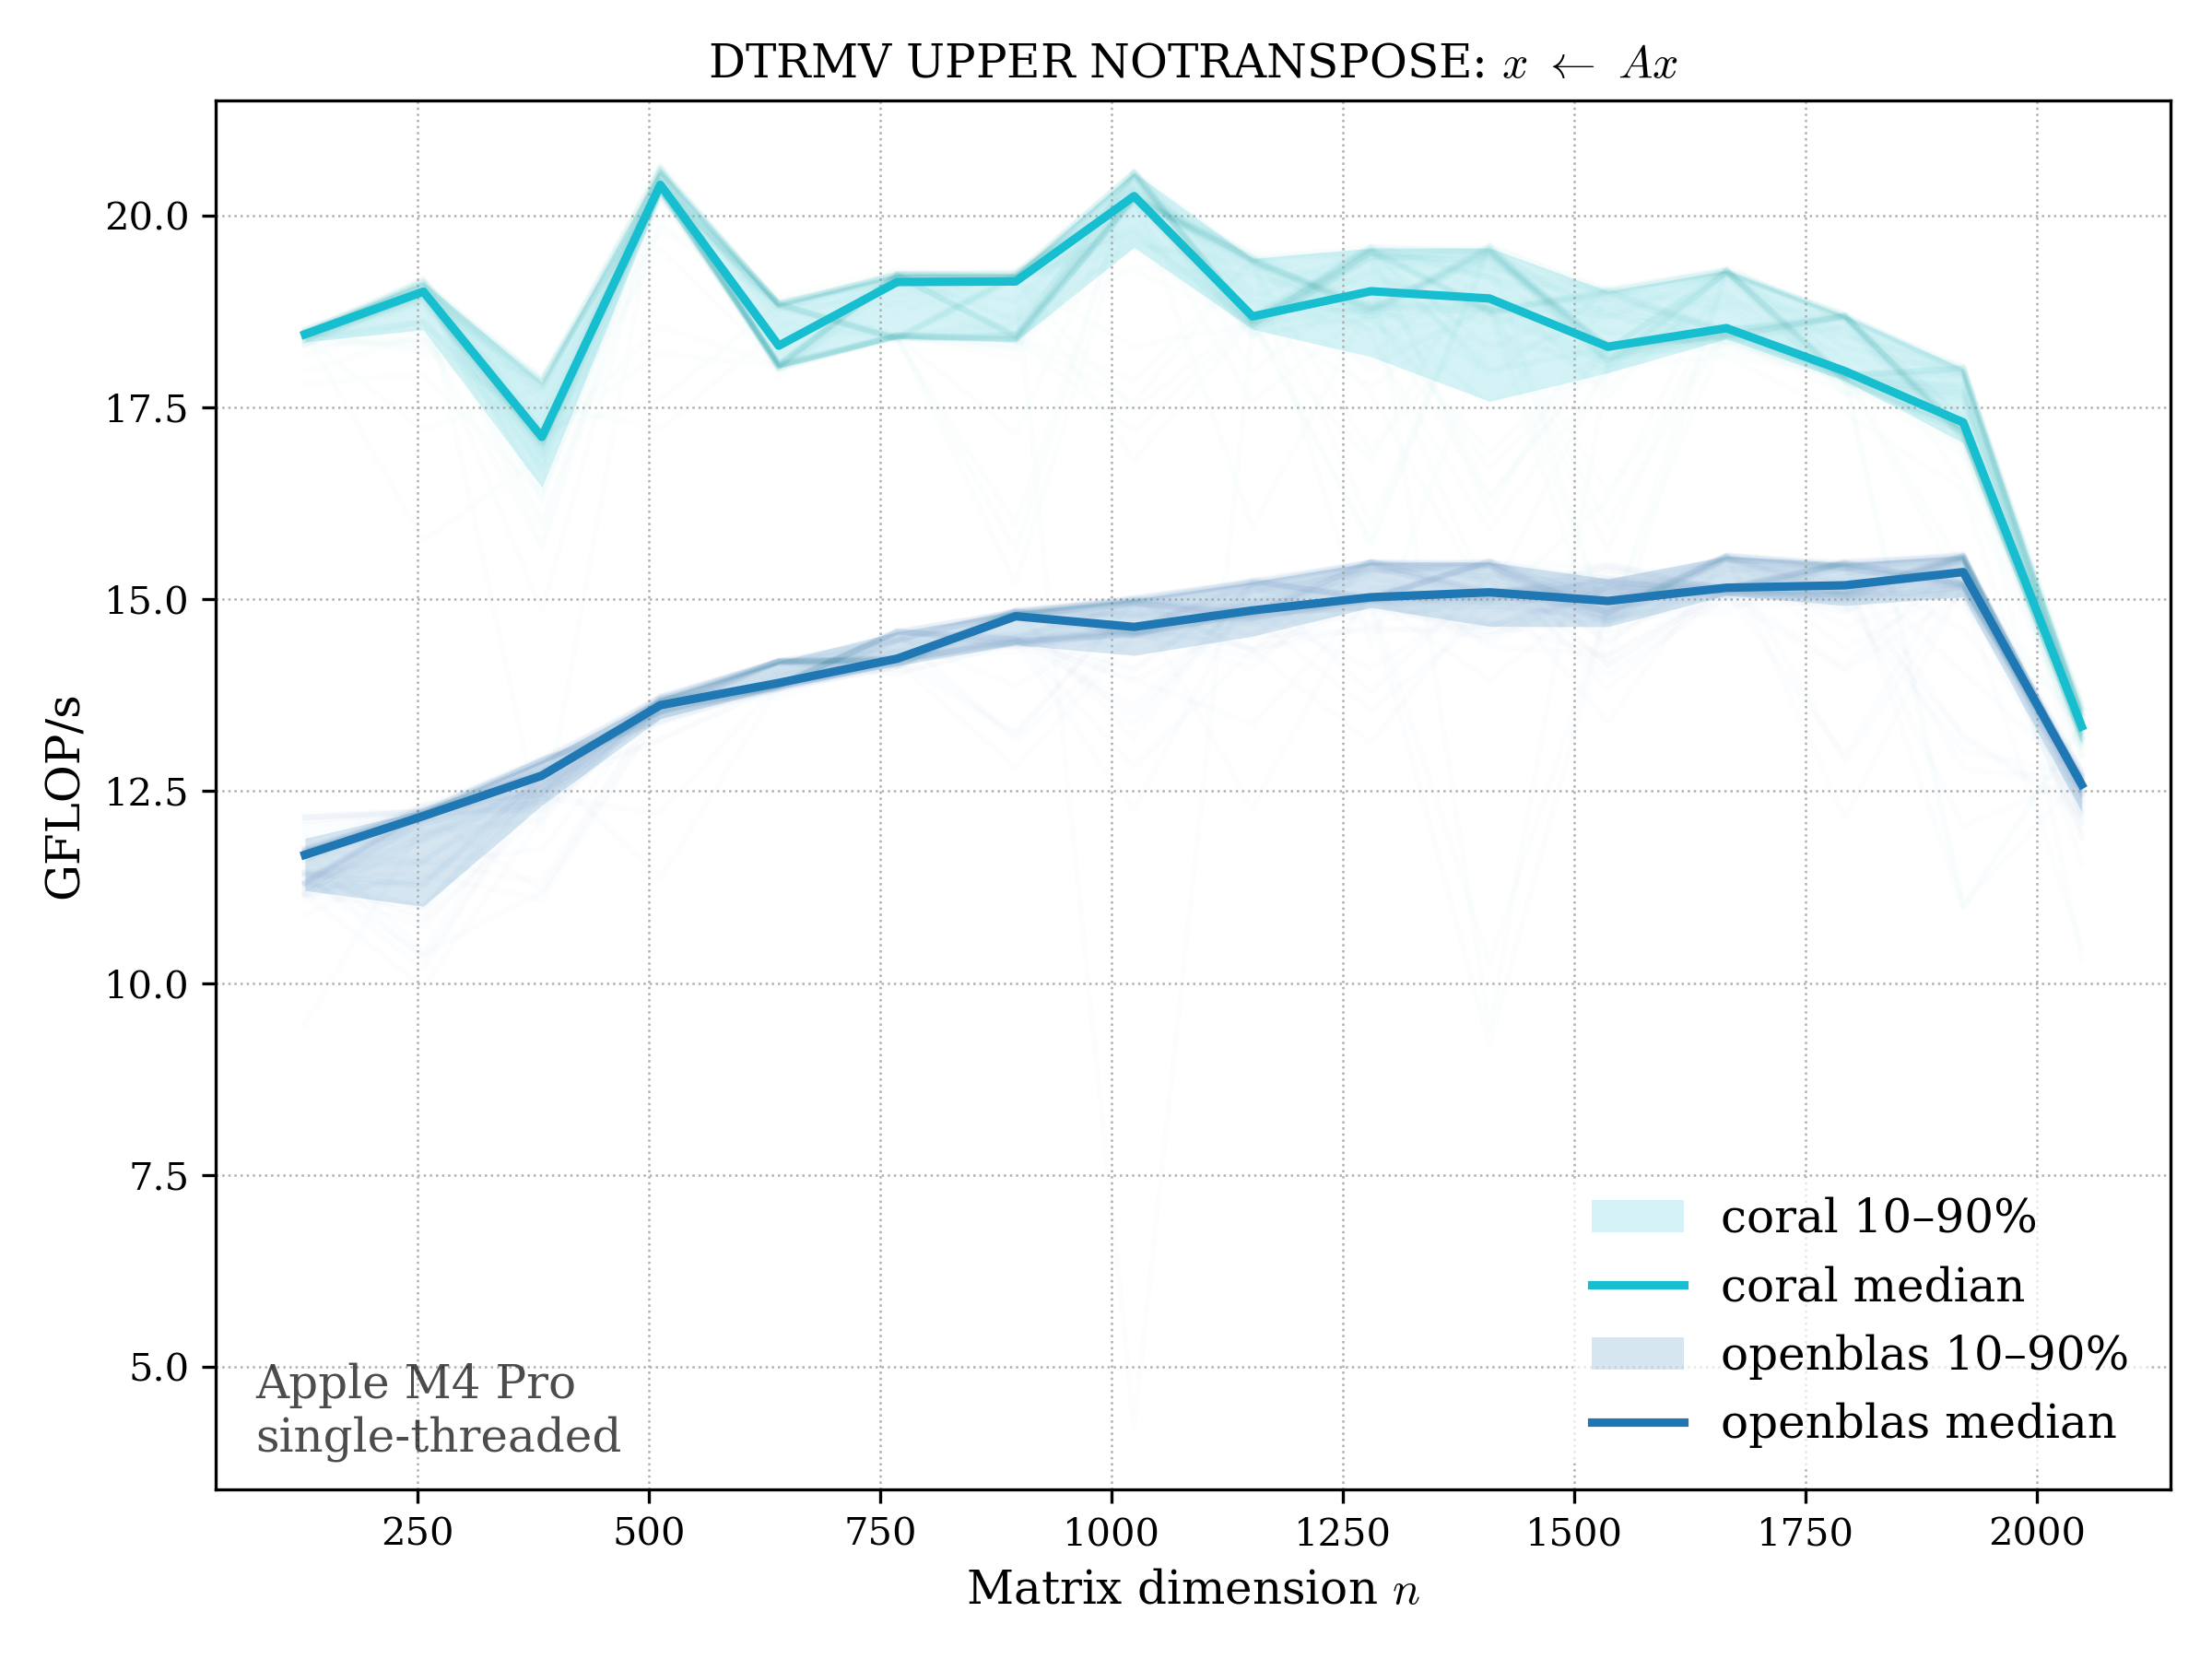 DTRMV UPPER NOTRANSPOSE: x ← Ax
GFLOP/s
20.0
17.5
15.0
12.5
10.0
7.5
5.0
coral 10–90%
coral median
openblas 10–90%
openblas median
Apple M4 Pro
single-threaded
250 500 750 1000 1250 1500 1750 2000
Matrix dimension n